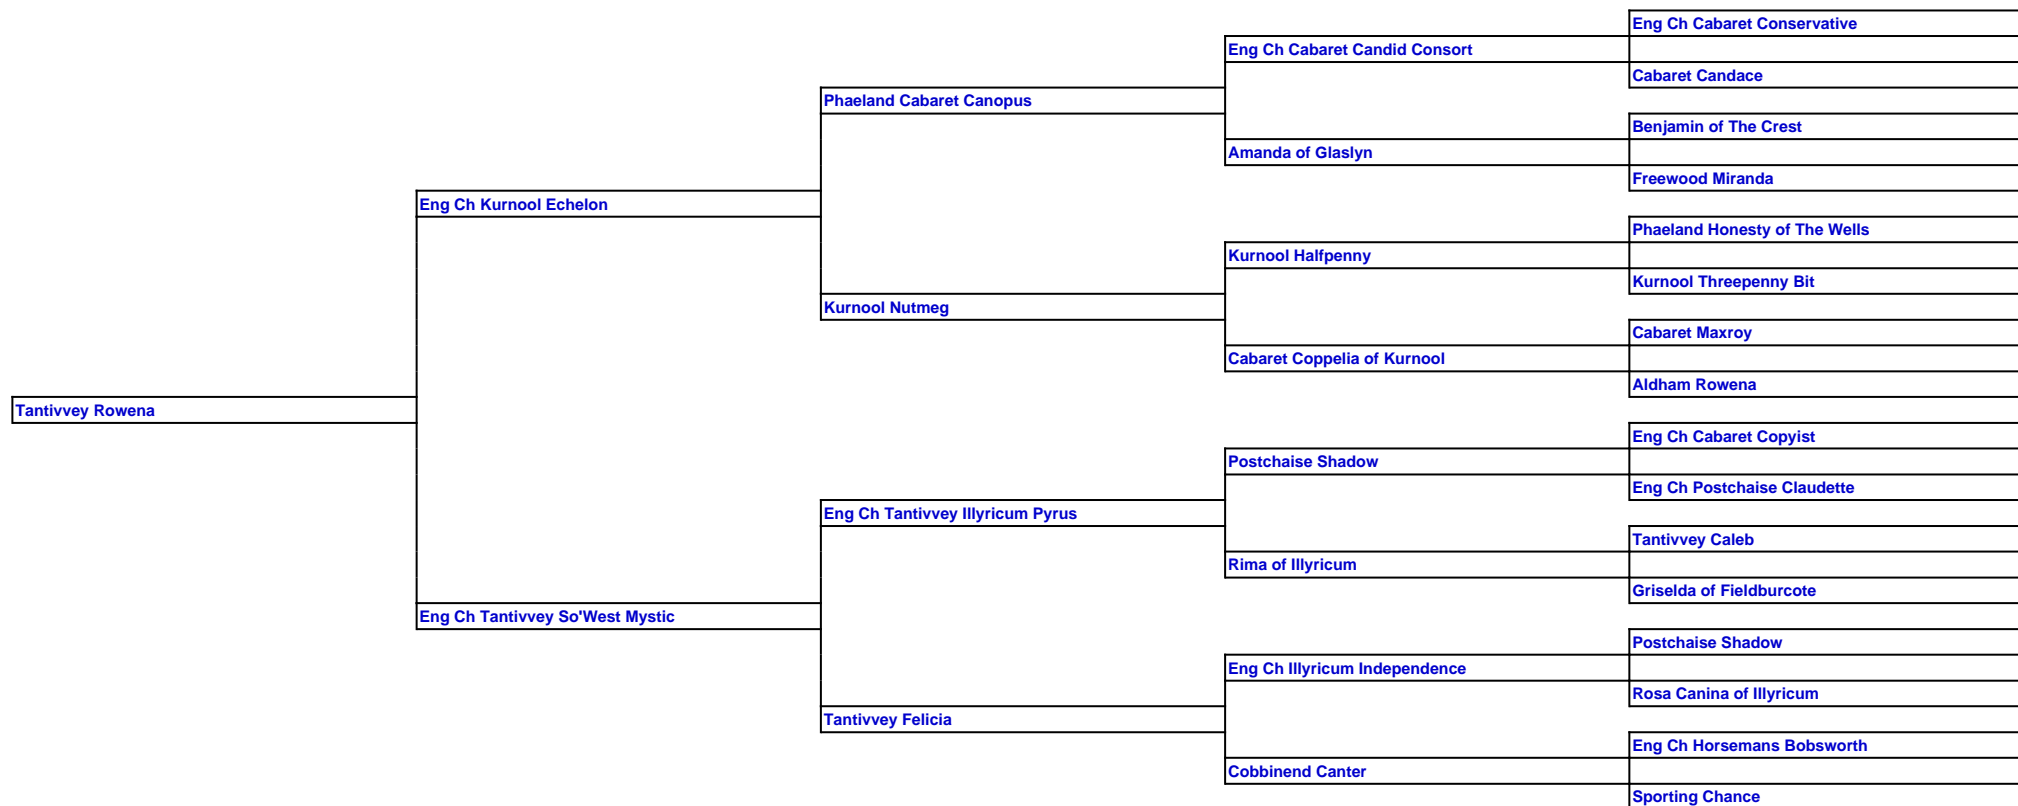 Eng Ch Cabaret Conservative
Eng Ch Cabaret Candid Consort
Cabaret Candace
Phaeland Cabaret Canopus
Benjamin of The Crest
Amanda of Glaslyn
Freewood Miranda
Eng Ch Kurnool Echelon
Phaeland Honesty of The Wells
Kurnool Halfpenny
Kurnool Threepenny Bit
Kurnool Nutmeg
Cabaret Maxroy
Cabaret Coppelia of Kurnool
Aldham Rowena
Tantivvey Rowena
Eng Ch Cabaret Copyist
Postchaise Shadow
Eng Ch Postchaise Claudette
Eng Ch Tantivvey Illyricum Pyrus
Tantivvey Caleb
Rima of Illyricum
Griselda of Fieldburcote
Eng Ch Tantivvey So'West Mystic
Postchaise Shadow
Eng Ch Illyricum Independence
Rosa Canina of Illyricum
Tantivvey Felicia
Eng Ch Horsemans Bobsworth
Cobbinend Canter
Sporting Chance